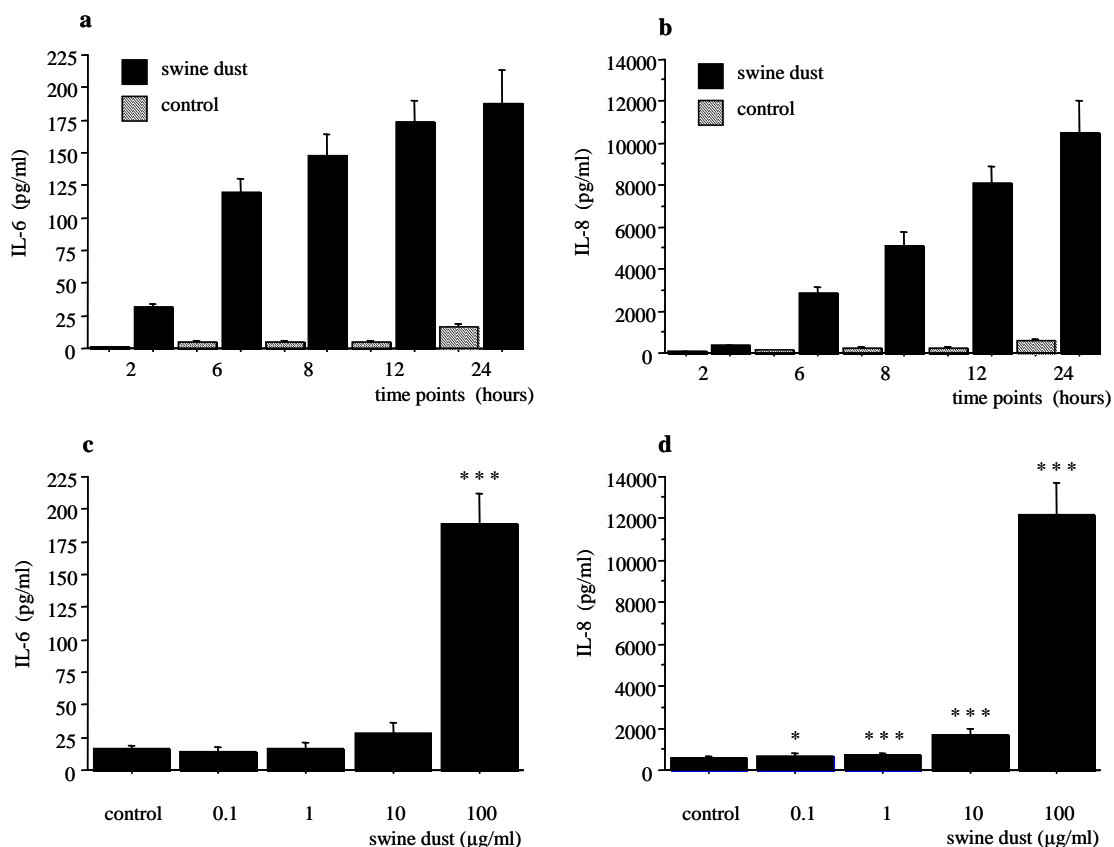 a
225
200
175
150
125
100
75
50
25
0
IL-6 (pg/ml)
swine dust
control
2 6 8 12 24
time points (hours)
b
14000
12000
10000
8000
6000
4000
2000
0
IL-8 (pg/ml)
swine dust
control
2 6 8 12 24
time points (hours)
c
225
200
175
150
125
100
75
50
25
0
IL-6 (pg/ml)
***
control 0.1 1 10 100
swine dust (µg/ml)
d
14000
12000
10000
8000
6000
4000
2000
0
IL-8 (pg/ml)
* *** *** ***
control 0.1 1 10 100
swine dust (µg/ml)